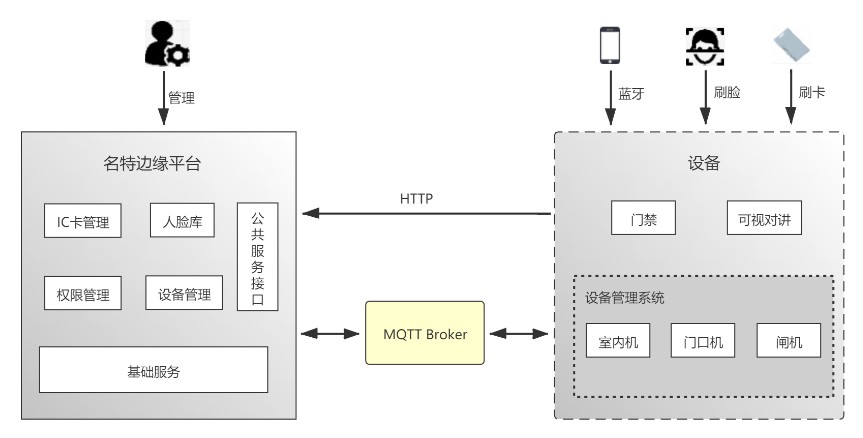 管理
蓝牙
刷脸
刷卡
名特边缘平台
IC卡管理
人脸库
公共服务接口
权限管理
设备管理
基础服务
HTTP
MQTT Broker
设备
门禁
可视对讲
设备管理系统
室内机
门口机
闸机